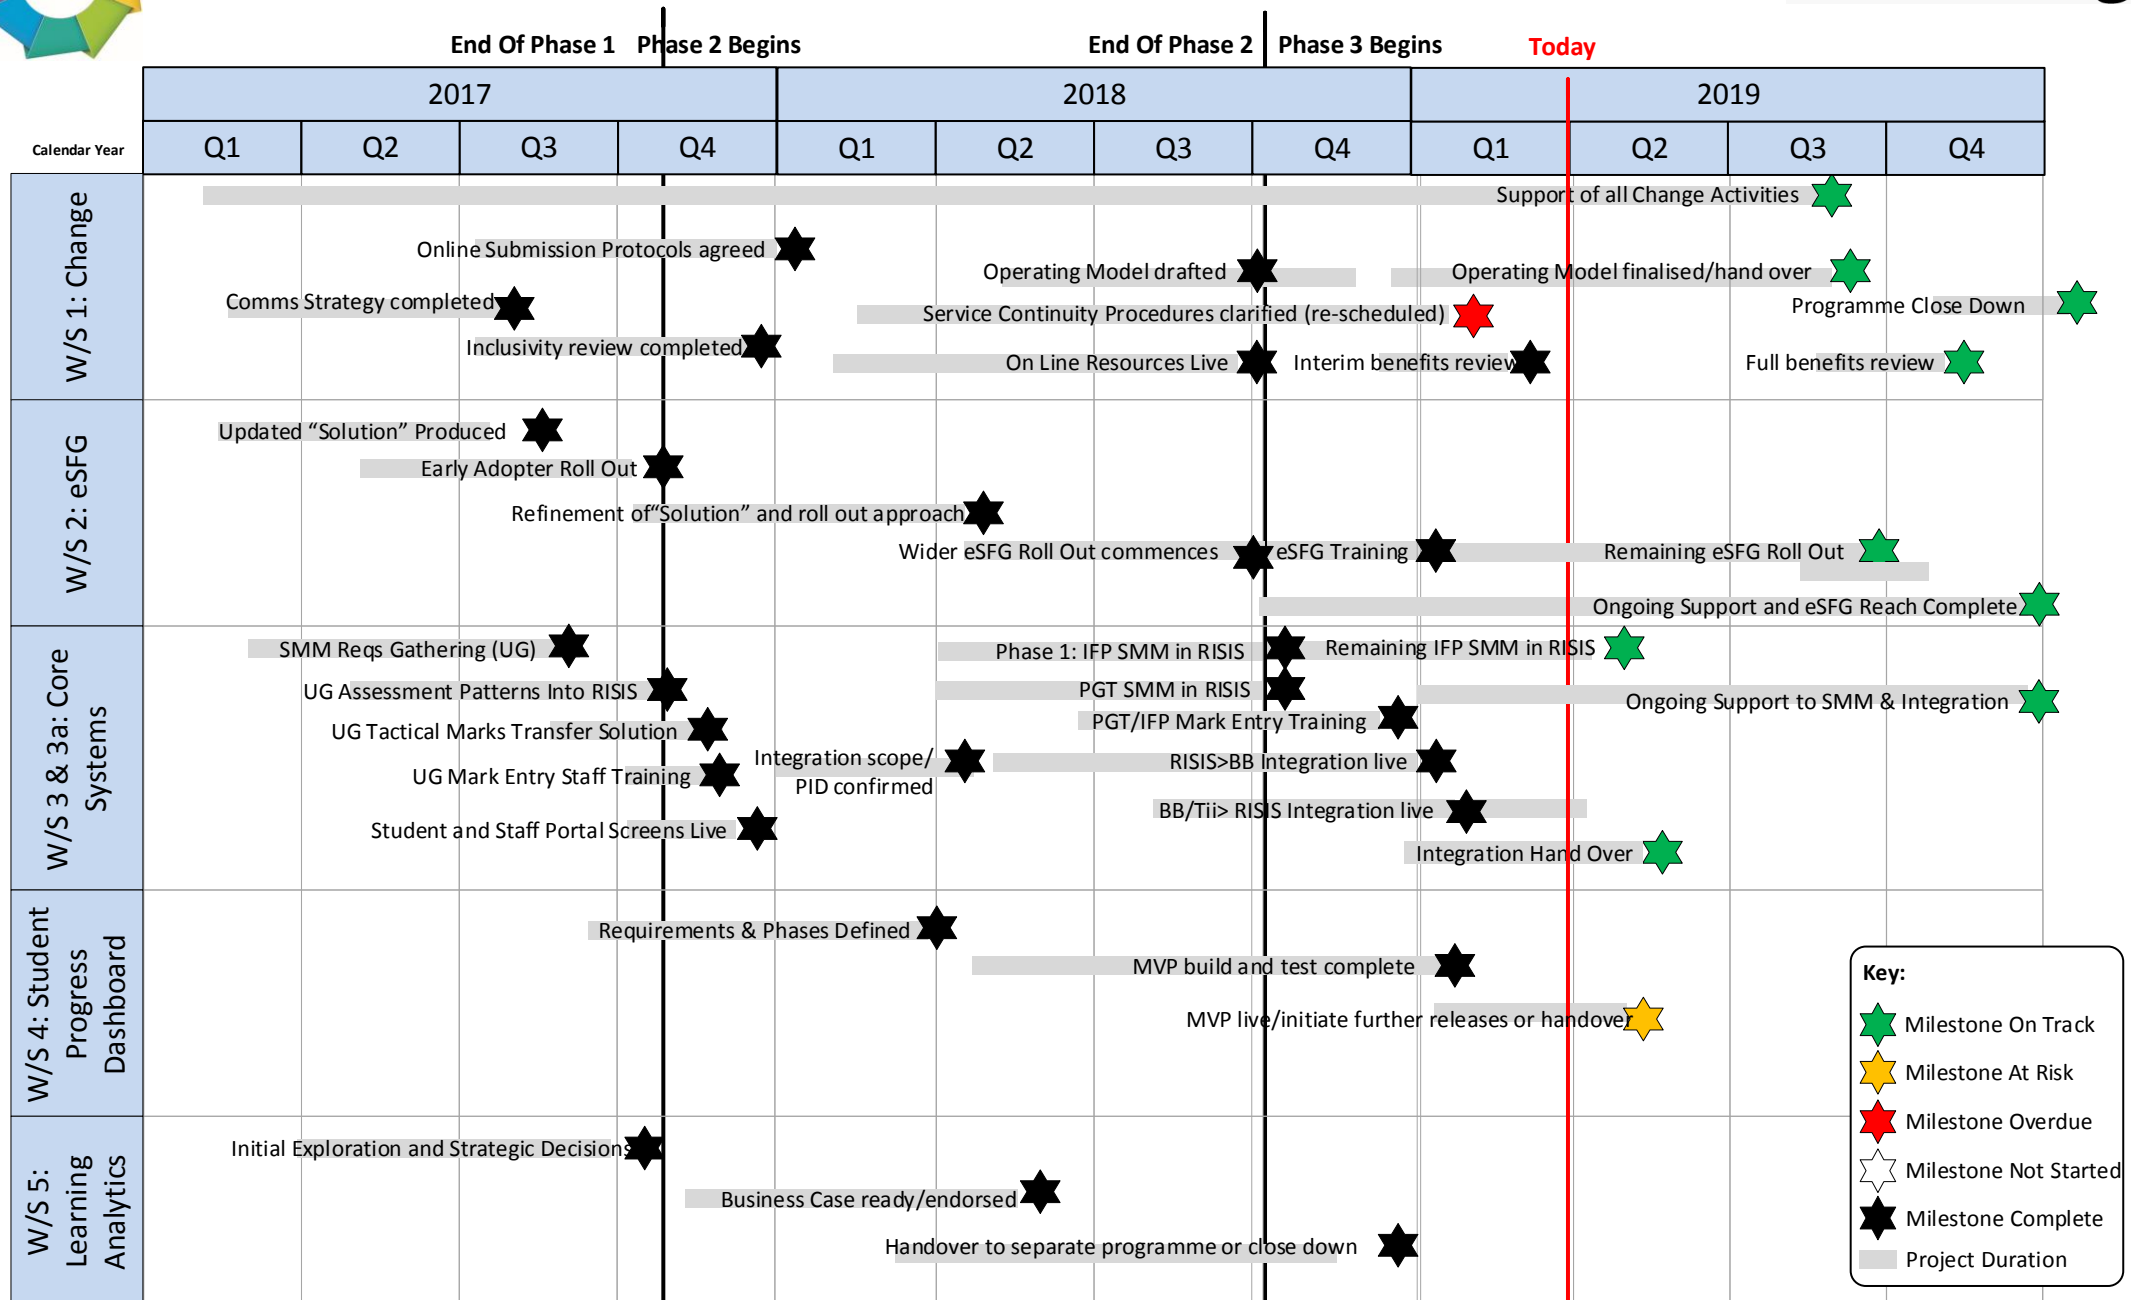 End Of Phase 1
Phase 2 Begins
End Of Phase 2
Phase 3 Begins
Today
2017
2018
2019
Calendar Year
Q1
Q2
Q3
Q4
Q1
Q2
Q3
Q4
Q1
Q2
Q3
Q4
W/S 1: Change
Support of all Change Activities
Online Submission Protocols agreed
Operating Model drafted
Operating Model finalised/hand over
Comms Strategy completed
Service Continuity Procedures clarified (re-scheduled)
Programme Close Down
Inclusivity review completed
On Line Resources Live
Interim benefits review
Full benefits review
W/S 2: eSFG
Updated “Solution” Produced
Early Adopter Roll Out
Refinement of“Solution” and roll out approach
Wider eSFG Roll Out commences
eSFG Training
Remaining eSFG Roll Out
Ongoing Support and eSFG Reach Complete
W/S 3 & 3a: Core
Systems
SMM Reqs Gathering (UG)
Phase 1: IFP SMM in RISIS
Remaining IFP SMM in RISIS
UG Assessment Patterns Into RISIS
PGT SMM in RISIS
Ongoing Support to SMM & Integration
UG Tactical Marks Transfer Solution
PGT/IFP Mark Entry Training
Integration scope/
PID confirmed
RISIS>BB Integration live
UG Mark Entry Staff Training
BB/Tii> RISIS Integration live
Student and Staff Portal Screens Live
Integration Hand Over
W/S 4: Student
Progress
Dashboard
Requirements & Phases Defined
MVP build and test complete
MVP live/initiate further releases or handover
W/S 5:
Learning
Analytics
Initial Exploration and Strategic Decisions
Business Case ready/endorsed
Handover to separate programme or close down
Key:
Milestone On Track
Milestone At Risk
Milestone Overdue
Milestone Not Started
Milestone Complete
Project Duration